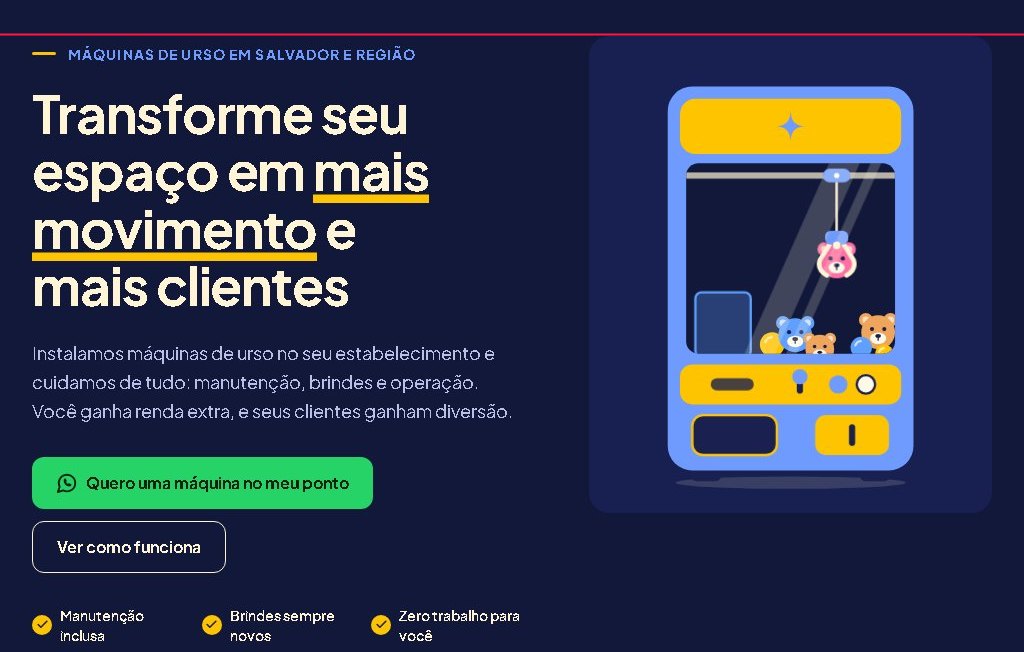 MÁQUINAS DE URSO EM SALVADOR E REGIÃO
Transforme seu
espaço em mais
movimento e
mais clientes
Instalamos máquinas de urso no seu estabelecimento e
cuidamos de tudo: manutenção, brindes e operação.
Você ganha renda extra, e seus clientes ganham diversão.
Quero uma máquina no meu ponto
Ver como funciona
Manutenção
inclusa
Brindes sempre
novos
Zero trabalho para
você